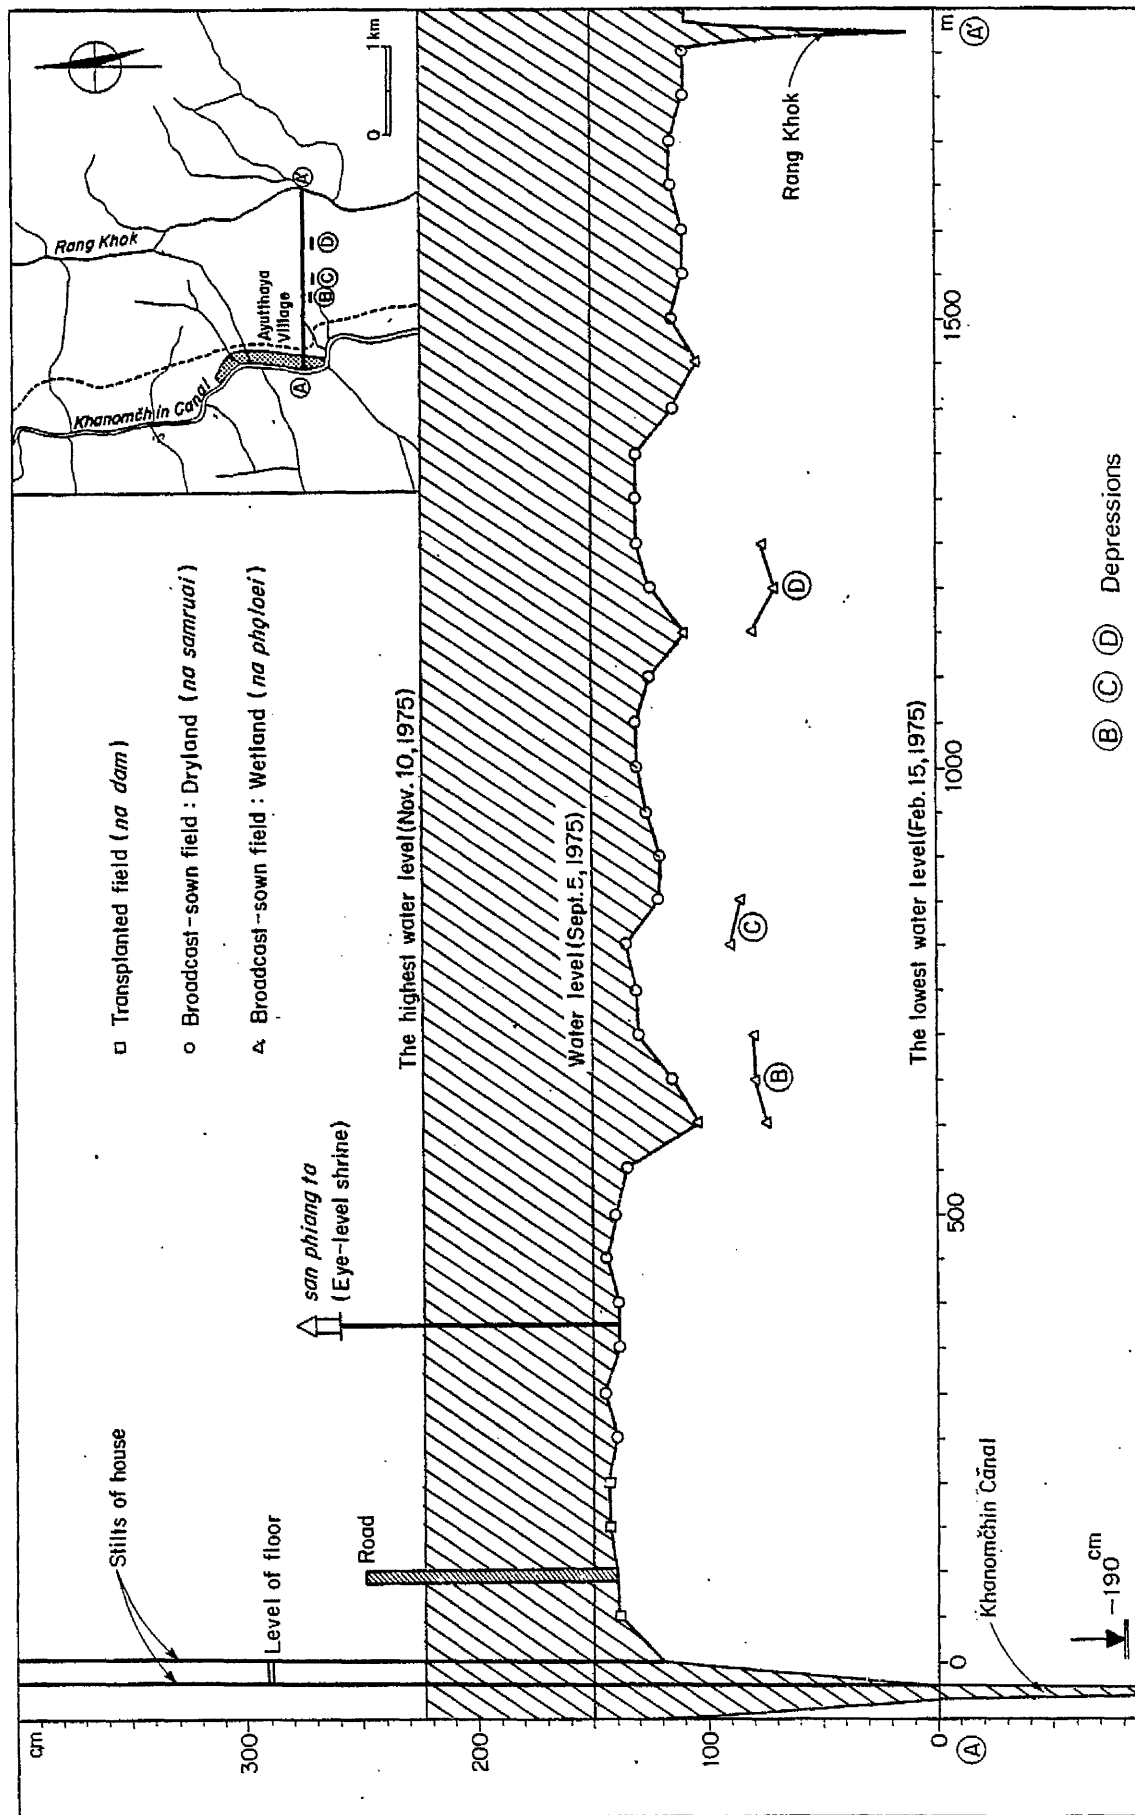 cm
300
200
100
0
Ⓐ
Stilts of house
Level of floor
Road
san phiang ta
(Eye-level shrine)
□ Transplanted field (na dam)
○ Broadcast-sown field : Dryland (na samruai)
△ Broadcast-sown field : Wetland (na phloei)
The highest water level (Nov. 10, 1975)
Water level (Sept. 5, 1975)
The lowest water level (Feb. 15, 1975)
Khanomčhin Canal
Rang Khok
Ayutthaya
Village
Ⓐ
Ⓑ
Ⓒ
Ⓓ
Ⓐ'
0
1km
Ⓑ
Ⓒ
Ⓓ
Rang Khok
0
500
1000
1500
m
Ⓐ'
-190cm
Khanomčhin Canal
Ⓑ Ⓒ Ⓓ Depressions